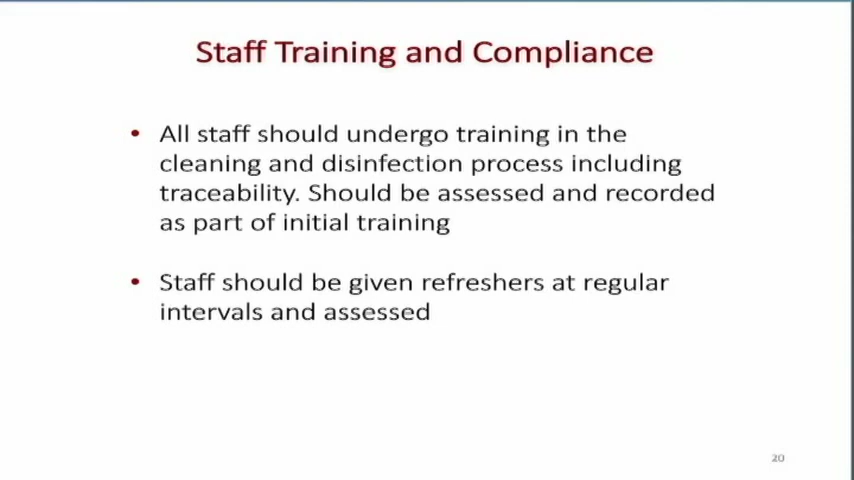 Staff Training and Compliance
• All staff should undergo training in the
cleaning and disinfection process including
traceability. Should be assessed and recorded
as part of initial training
• Staff should be given refreshers at regular
intervals and assessed
20